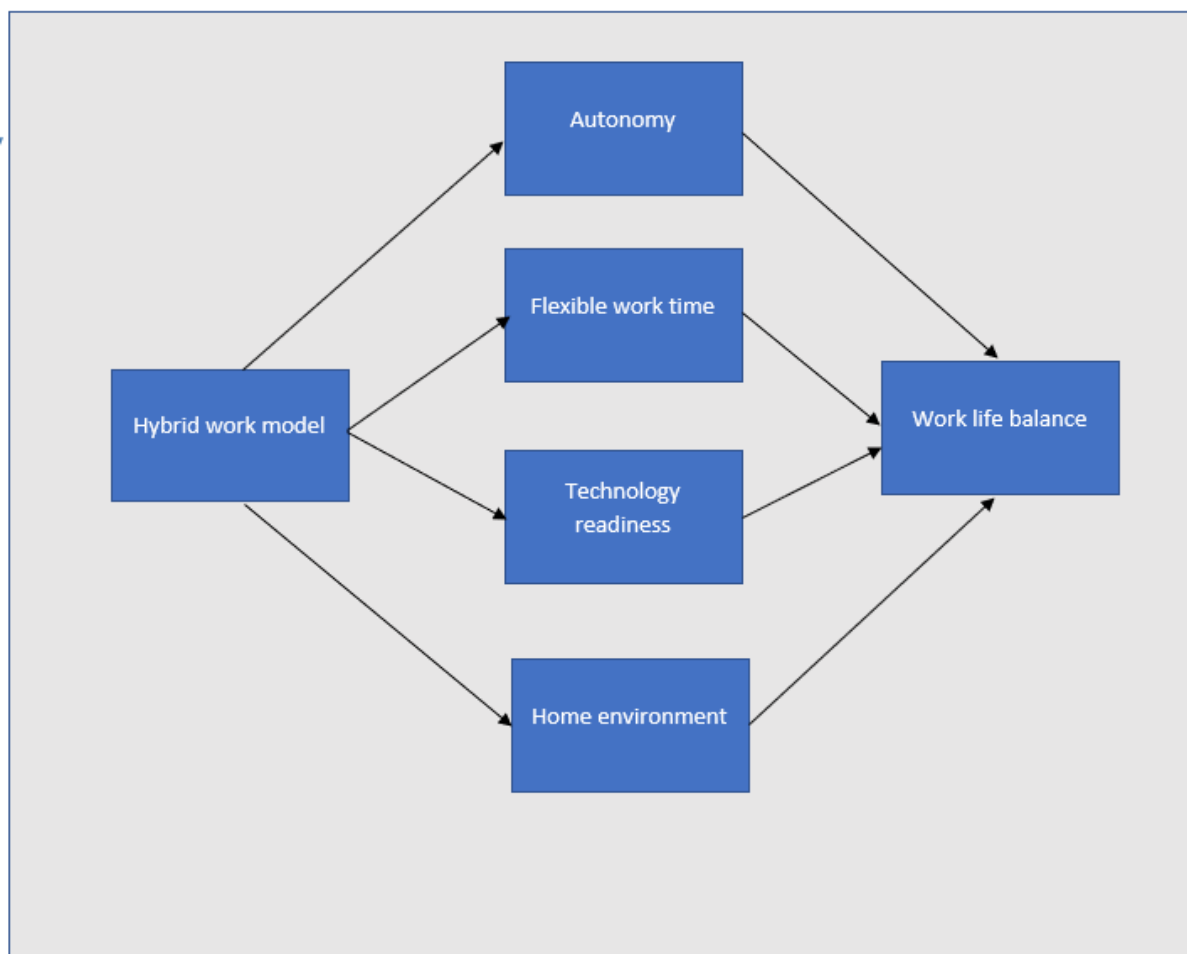 Autonomy
Flexible work time
Hybrid work model
Work life balance
Technology
readiness
Home environment